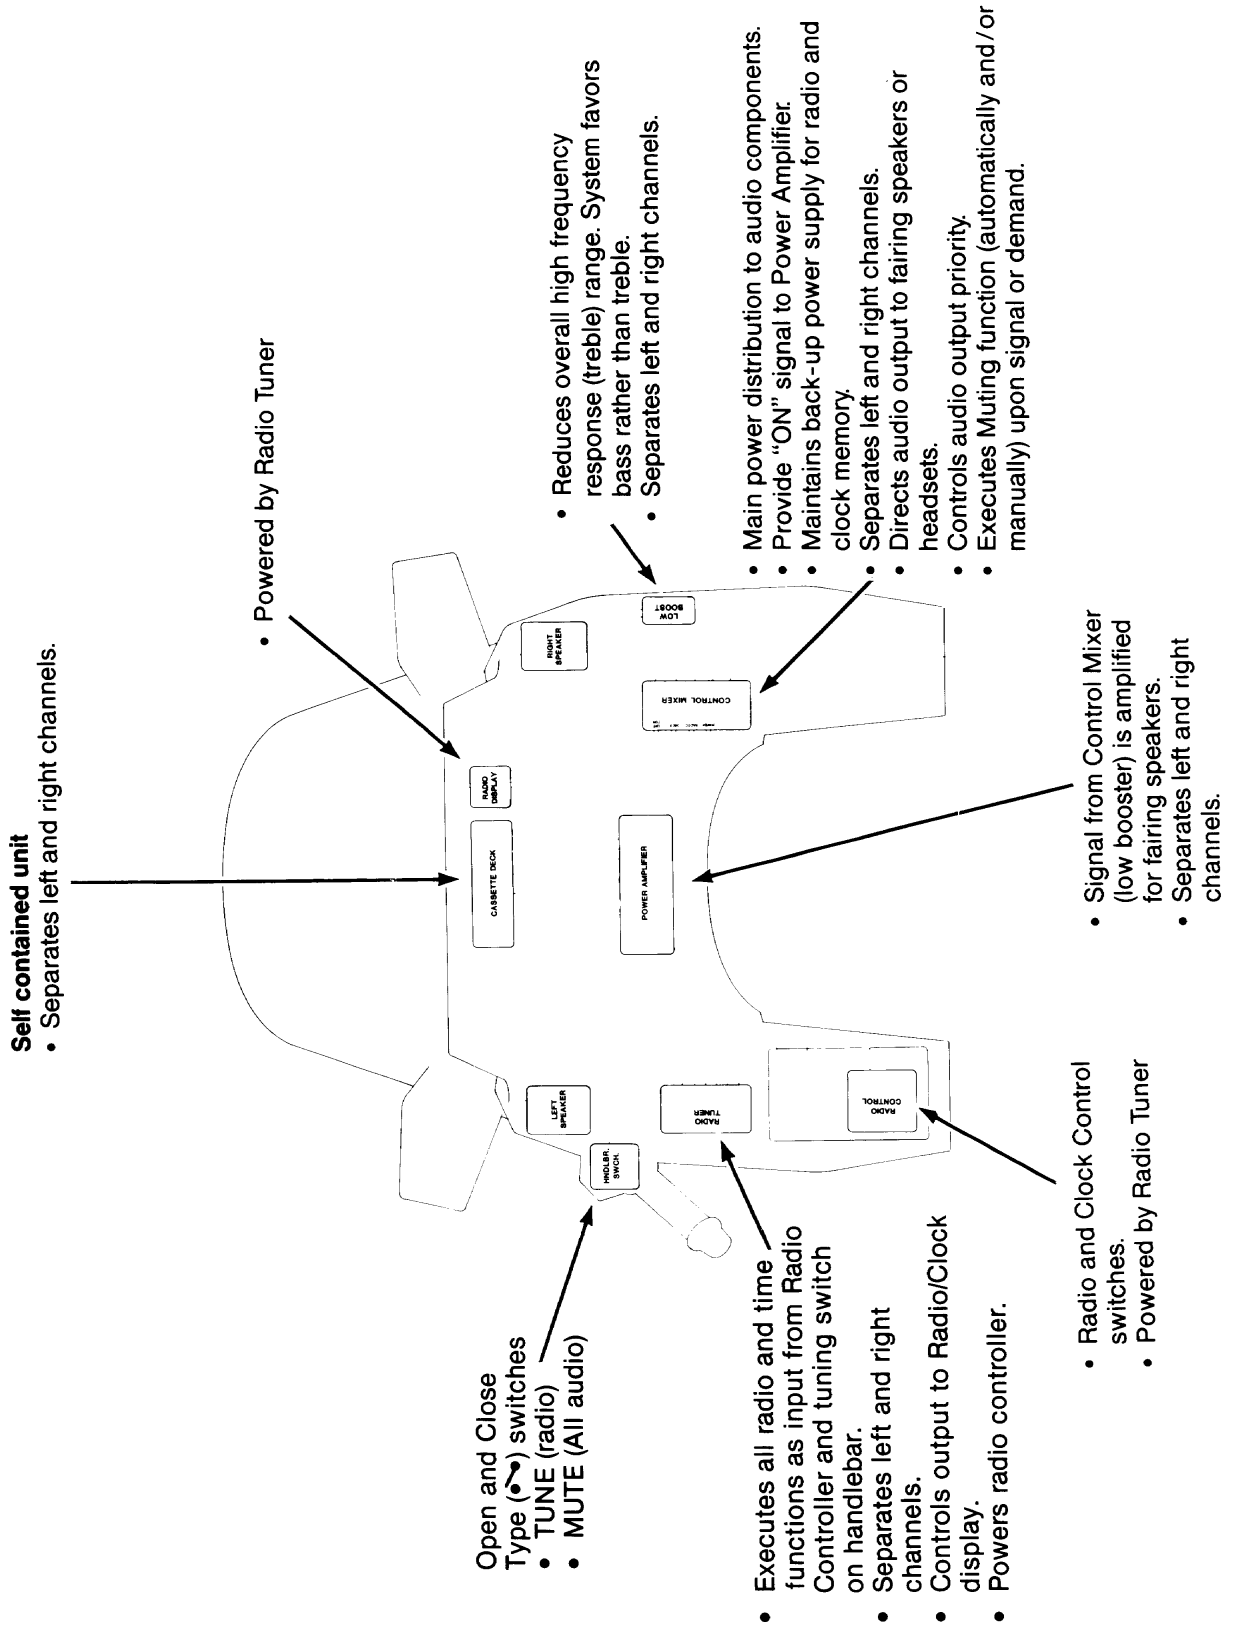 Self contained unit
• Separates left and right channels.
• Powered by Radio Tuner
Open and Close
Type () switches
• TUNE (radio)
• MUTE (All audio)
• Reduces overall high frequency
response (treble) range. System favors
bass rather than treble.
• Separates left and right channels.
CASSETTE DECK
RADIO
DISPLAY
LEFT
SPEAKER
RIGHT
SPEAKER
HNDLBR.
SWCH.
POWER AMPLIFIER
LOW
BOOST
RADIO
TUNER
CONTROL MIXER
RADIO
CONTROL
• Executes all radio and time
functions as input from Radio
Controller and tuning switch
on handlebar.
• Separates left and right
channels.
• Controls output to Radio/Clock
display.
• Powers radio controller.
• Main power distribution to audio components.
• Provide "ON" signal to Power Amplifier.
• Maintains back-up power supply for radio and
clock memory.
• Separates left and right channels.
• Directs audio output to fairing speakers or
headsets.
• Controls audio output priority.
• Executes Muting function (automatically and/or
manually) upon signal or demand.
• Radio and Clock Control
switches.
• Powered by Radio Tuner
• Signal from Control Mixer
(low booster) is amplified
for fairing speakers.
• Separates left and right
channels.